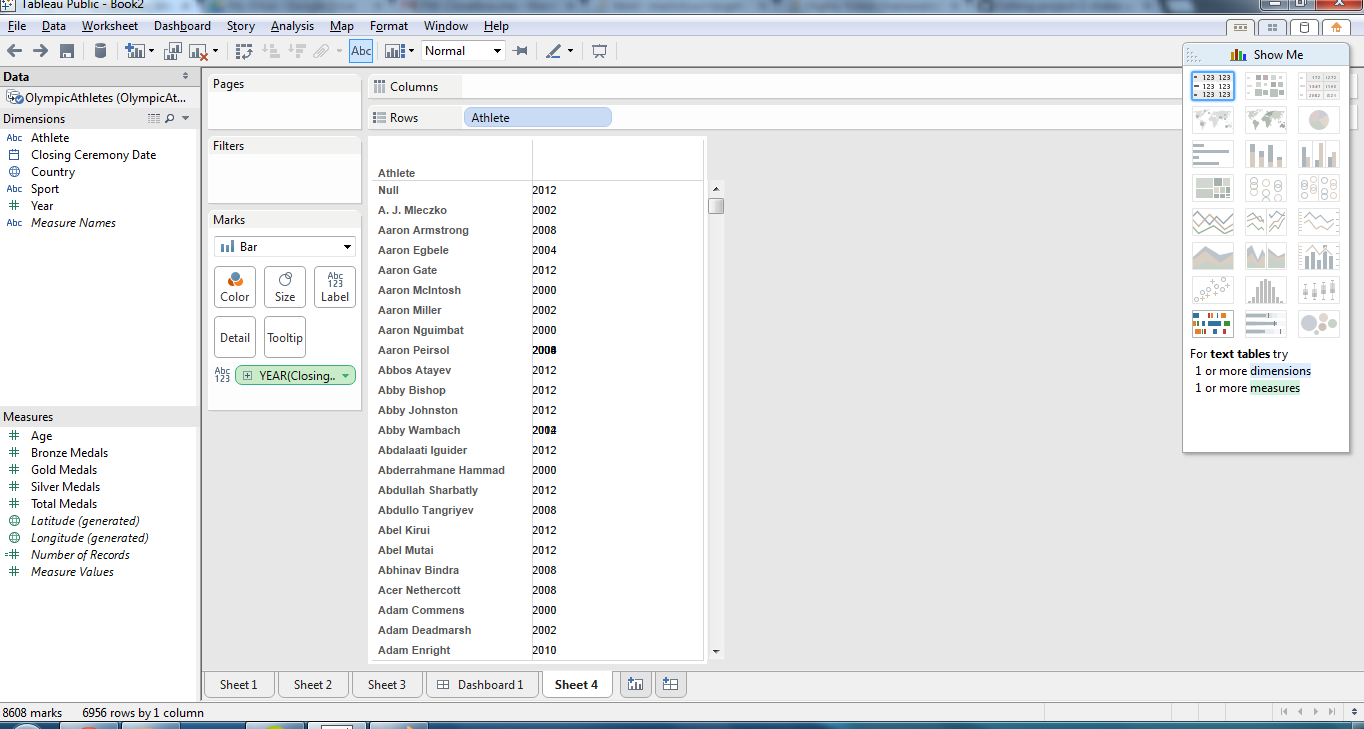 Tableau Public - Book2
File Data Worksheet Dashboard Story Analysis Map Format Window Help
Abc Normal
Data
OlympicAthletes (OlympicAt...
Dimensions
Abc Athlete
Closing Ceremony Date
Country
Abc Sport
Year
Abc Measure Names
Measures
Age
Bronze Medals
Gold Medals
Silver Medals
Total Medals
Latitude (generated)
Longitude (generated)
Number of Records
Measure Values
Pages
Filters
Marks
Bar
Color Size Abc 123 Label
Detail Tooltip
Abc 123 YEAR(Closing..
Columns
Rows Athlete
Athlete
Null 2012
A. J. Mleczko 2002
Aaron Armstrong 2008
Aaron Egbele 2004
Aaron Gate 2012
Aaron McIntosh 2000
Aaron Miller 2002
Aaron Nguimbat 2000
Aaron Peirsol
Abbos Atayev 2012
Abby Bishop 2012
Abby Johnston 2012
Abby Wambach
Abdalaati Iguider 2012
Abderrahmane Hammad 2000
Abdullah Sharbatly 2012
Abdullo Tangriyev 2008
Abel Kirui 2012
Abel Mutai 2012
Abhinav Bindra 2008
Acer Nethercott 2008
Adam Commens 2000
Adam Deadmarsh 2002
Adam Enright 2010
Show Me
For text tables try
1 or more dimensions
1 or more measures
Sheet 1 Sheet 2 Sheet 3 Dashboard 1 Sheet 4
8608 marks 6956 rows by 1 column